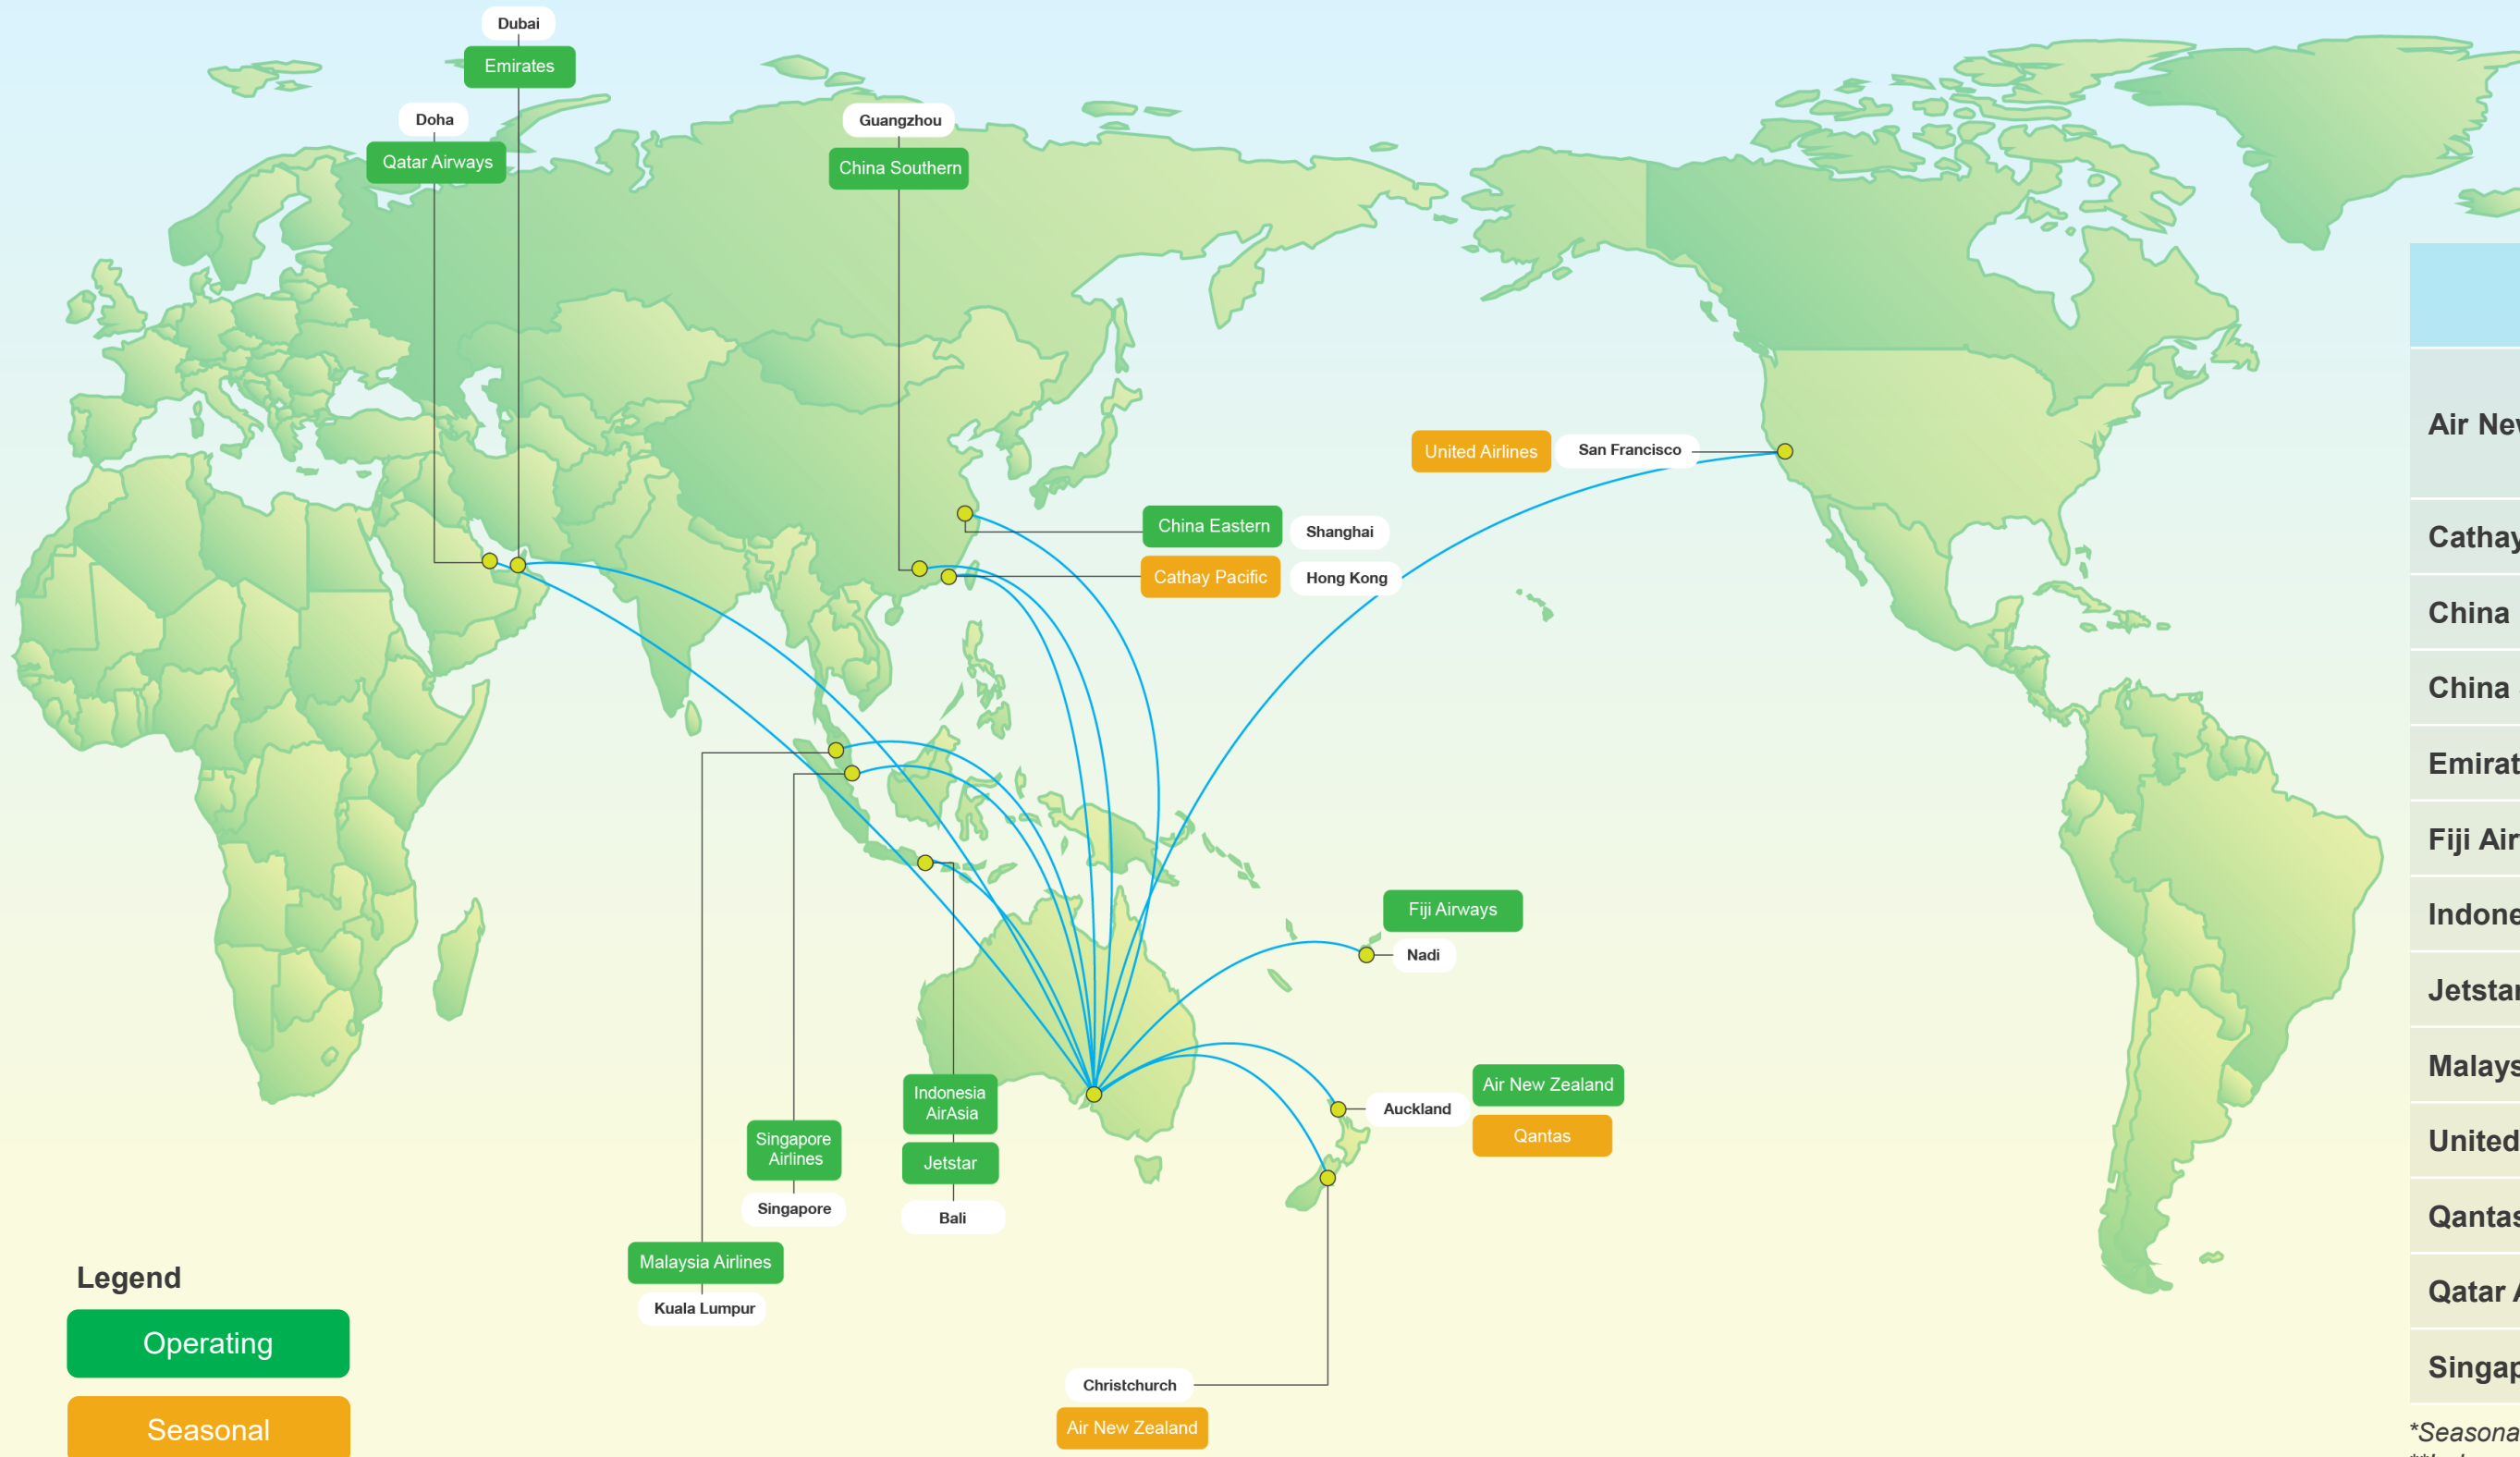 Dubai
Emirates
Doha
Qatar Airways
Guangzhou
China Southern
United Airlines
San Francisco
China Eastern
Shanghai
Cathay Pacific
Hong Kong
Fiji Airways
Nadi
Air New Zealand
Auckland
Qantas
Indonesia
AirAsia
Jetstar
Bali
Singapore
Airlines
Singapore
Malaysia Airlines
Kuala Lumpur
Christchurch
Air New Zealand
Legend
Operating
Seasonal
Air New
Cathay
China
China
Emirat
Fiji Air
Indone
Jetstar
Malays
United
Qantas
Qatar A
Singap
*Seasona